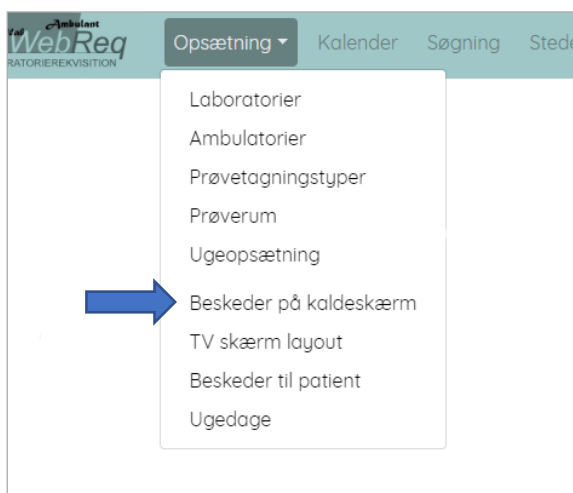 Ambulant
WebReq
RATORIEREKVISITION
Opsætning Kalender Søgning Stede
Laboratorier
Ambulatorier
Prøvetagningstyper
Prøverum
Ugeopsætning
Beskeder på kaldeskærm
TV skærm layout
Beskeder til patient
Ugedage